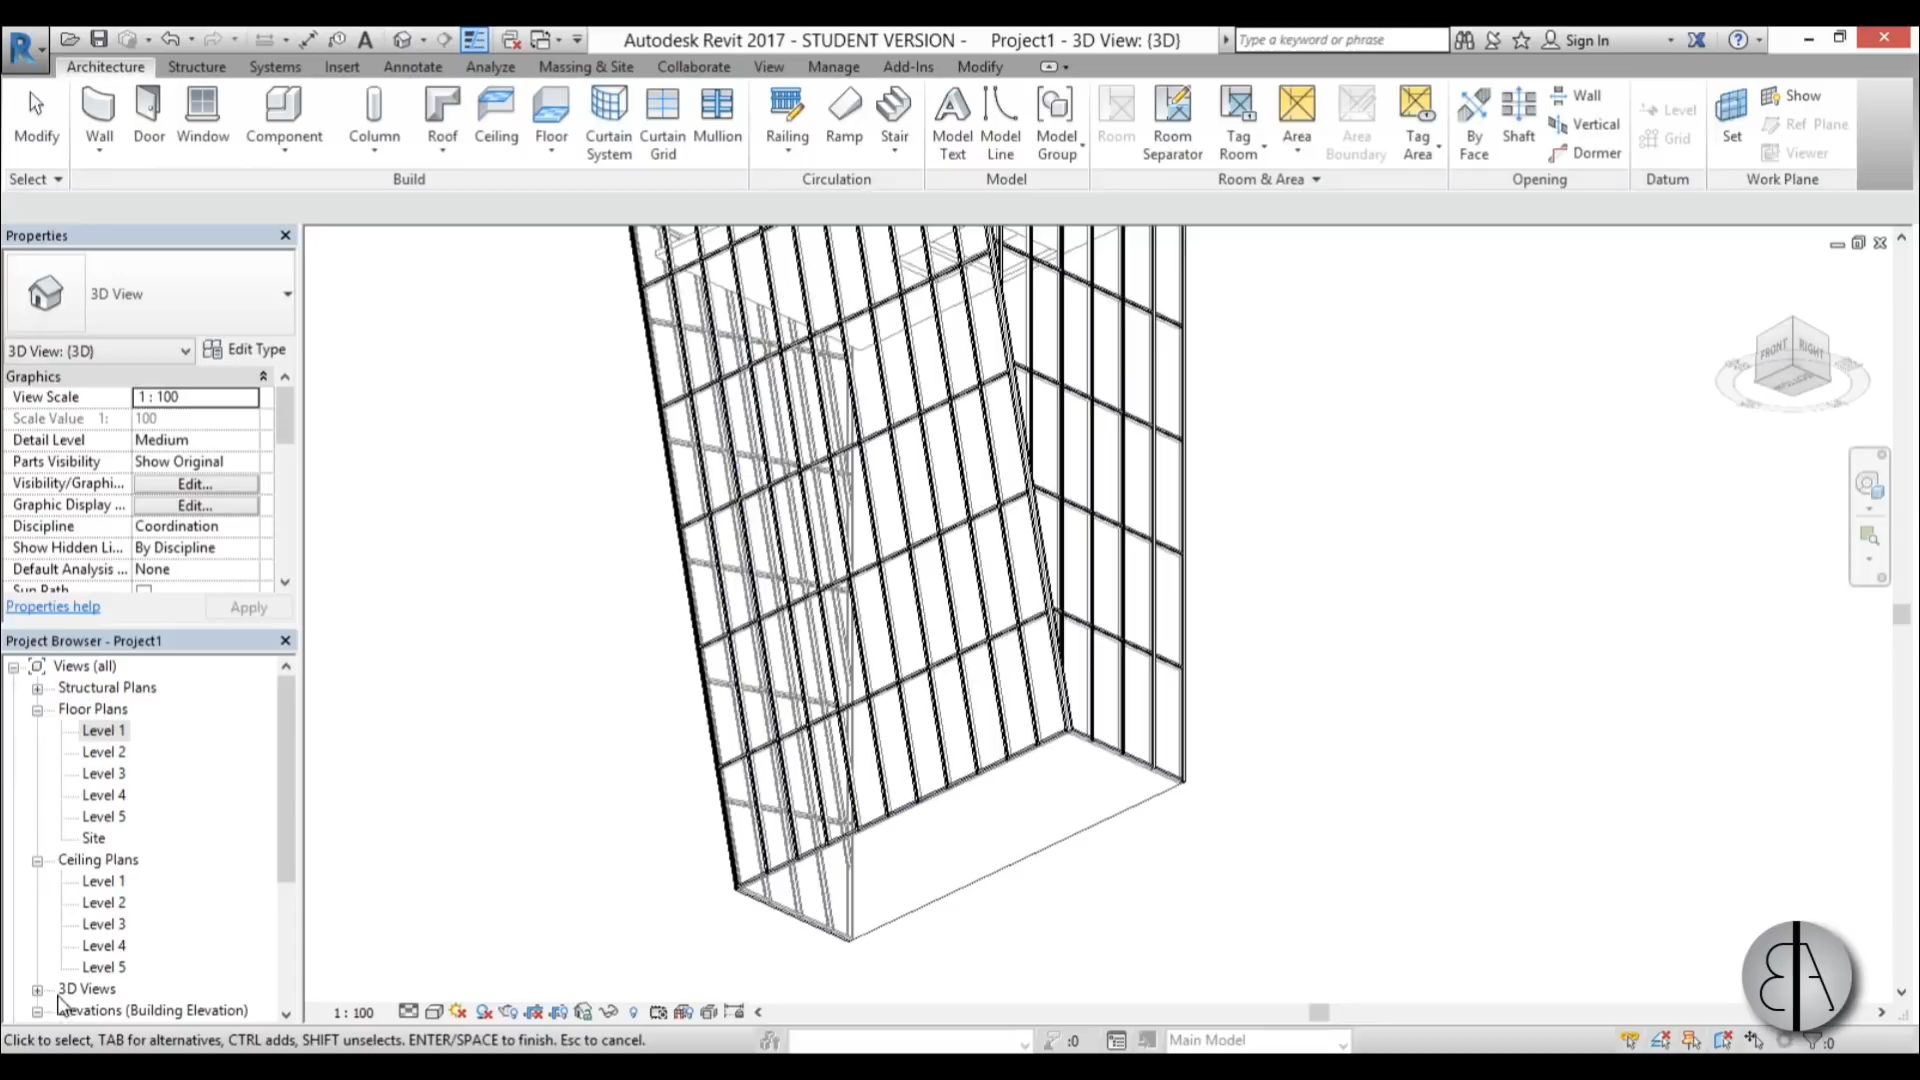 Autodesk Revit 2017 - STUDENT VERSION - Project1 - 3D View: {3D}
Type a keyword or phrase
Sign In
Architecture Structure Systems Insert Annotate Analyze Massing & Site Collaborate View Manage Add-Ins Modify
Modify
Wall Door Window Component Column Roof Ceiling Floor Curtain System Curtain Grid Mullion
Railing Ramp Stair
Model Text Model Line Model Group
Room Room Separator Tag Room Area Area Boundary Tag Area
By Face Shaft Wall Vertical Dormer
Level Grid
Set Show Ref Plane Viewer
Select Build Circulation Model Room & Area Opening Datum Work Plane
Properties
3D View
3D View: {3D} Edit Type
Graphics
View Scale 1 : 100
Scale Value 1: 100
Detail Level Medium
Parts Visibility Show Original
Visibility/Graphi... Edit...
Graphic Display ... Edit...
Discipline Coordination
Show Hidden Li... By Discipline
Default Analysis ... None
Sun Path
Properties help Apply
Project Browser - Project1
Views (all)
Structural Plans
Floor Plans
Level 1
Level 2
Level 3
Level 4
Level 5
Site
Ceiling Plans
Level 1
Level 2
Level 3
Level 4
Level 5
3D Views
Elevations (Building Elevation)
FRONT RIGHT
1 : 100
Click to select, TAB for alternatives, CTRL adds, SHIFT unselects. ENTER/SPACE to finish. Esc to cancel.
:0
Main Model
:0